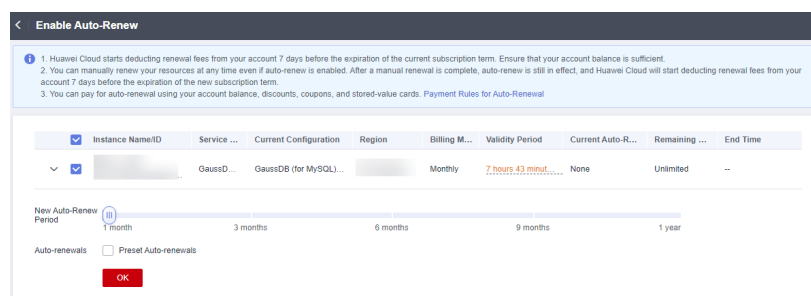 Enable Auto-Renew
1. Huawei Cloud starts deducting renewal fees from your account 7 days before the expiration of the current subscription term. Ensure that your account balance is sufficient.
2. You can manually renew your resources at any time even if auto-renew is enabled. After a manual renewal is complete, auto-renew is still in effect, and Huawei Cloud will start deducting renewal fees from your
account 7 days before the expiration of the new subscription term.
3. You can pay for auto-renewal using your account balance, discounts, coupons, and stored-value cards. Payment Rules for Auto-Renewal
Instance Name/ID Service ... Current Configuration Region Billing M... Validity Period Current Auto-R... Remaining ... End Time
GaussD... GaussDB (for MySQL)... Monthly 7 hours 43 minut... None Unlimited --
New Auto-Renew
Period
1 month 3 months 6 months 9 months 1 year
Auto-renewals Preset Auto-renewals
OK